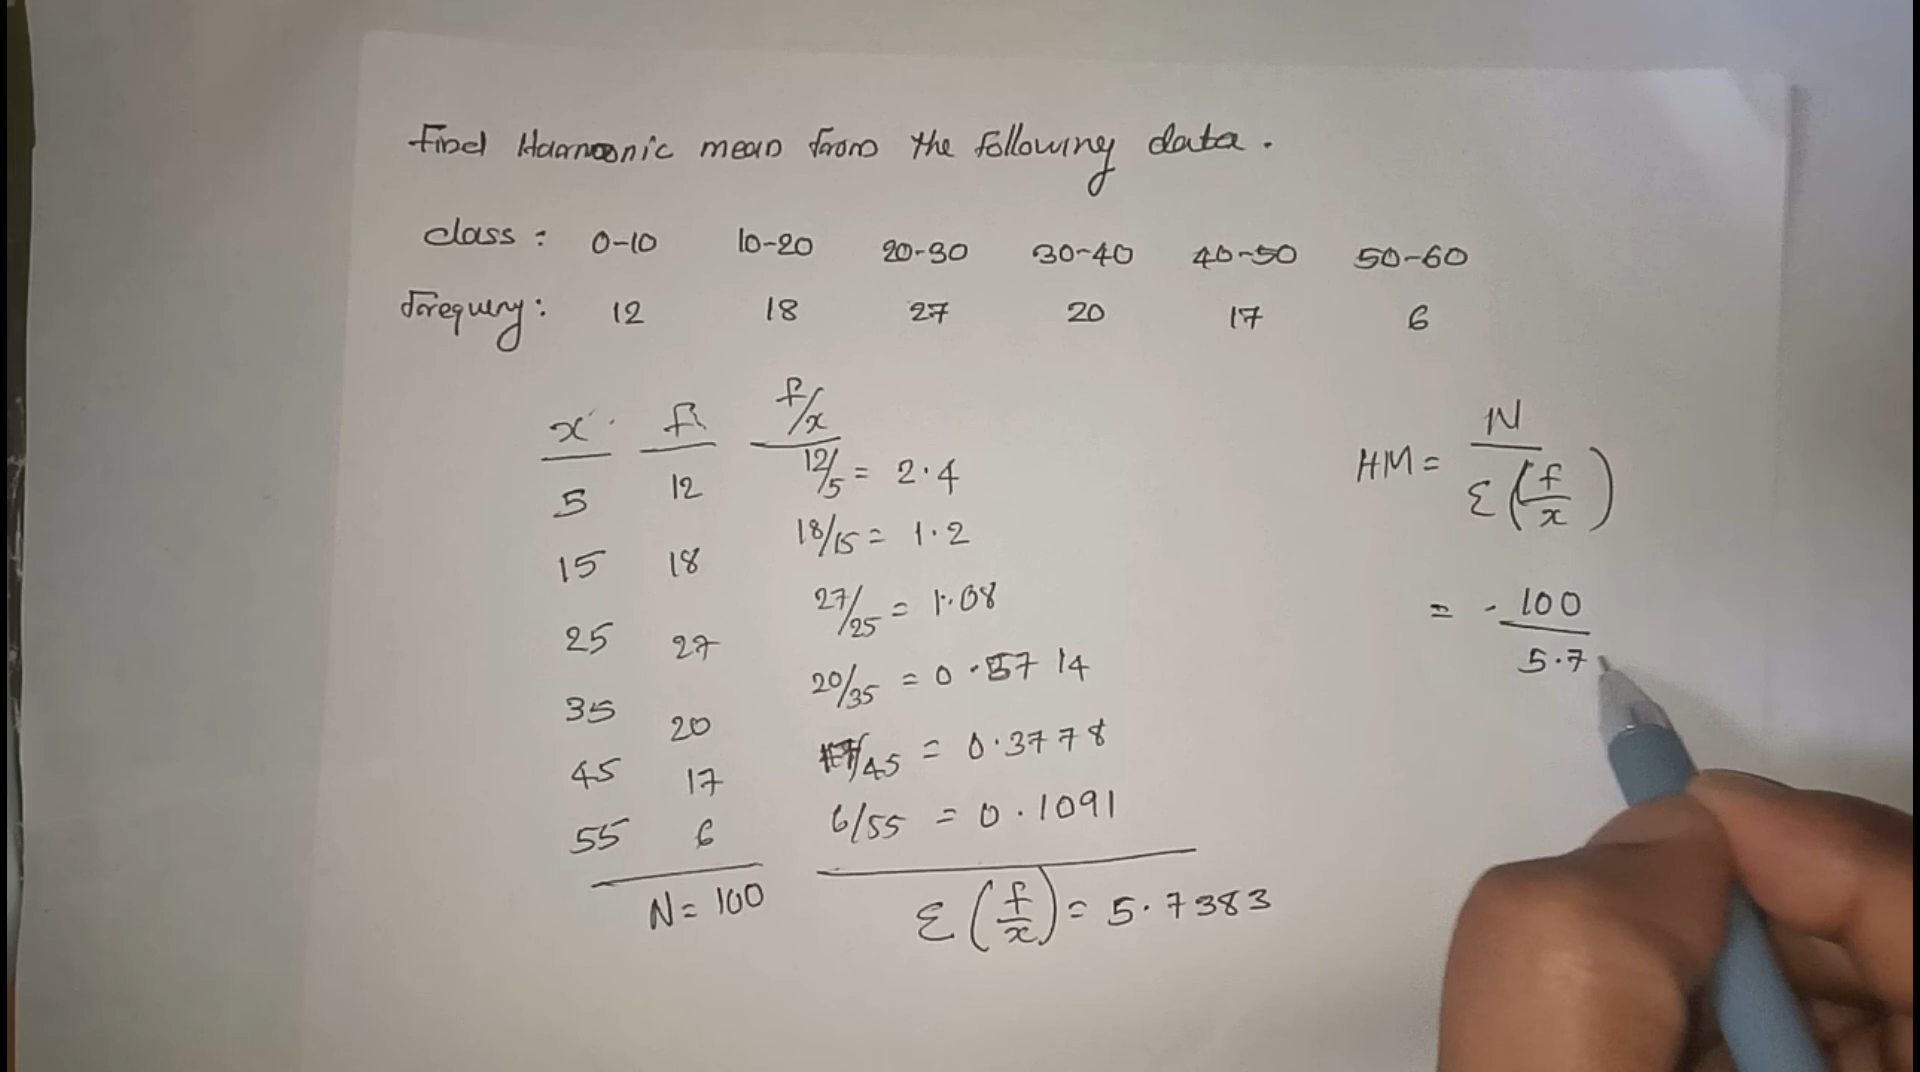 Find Harmonic mean from the following data.
class : 0-10 10-20 20-30 30-40 40-50 50-60
frequency : 12 18 27 20 17 6
x f f/x
5 12 12/5 = 2.4
15 18 18/15 = 1.2
25 27 27/25 = 1.08
35 20 20/35 = 0.5714
45 17 17/45 = 0.3778
55 6 6/55 = 0.1091
N = 100 Σ(f/x) = 5.7383
HM = N / Σ(f/x)
= 100 / 5.7